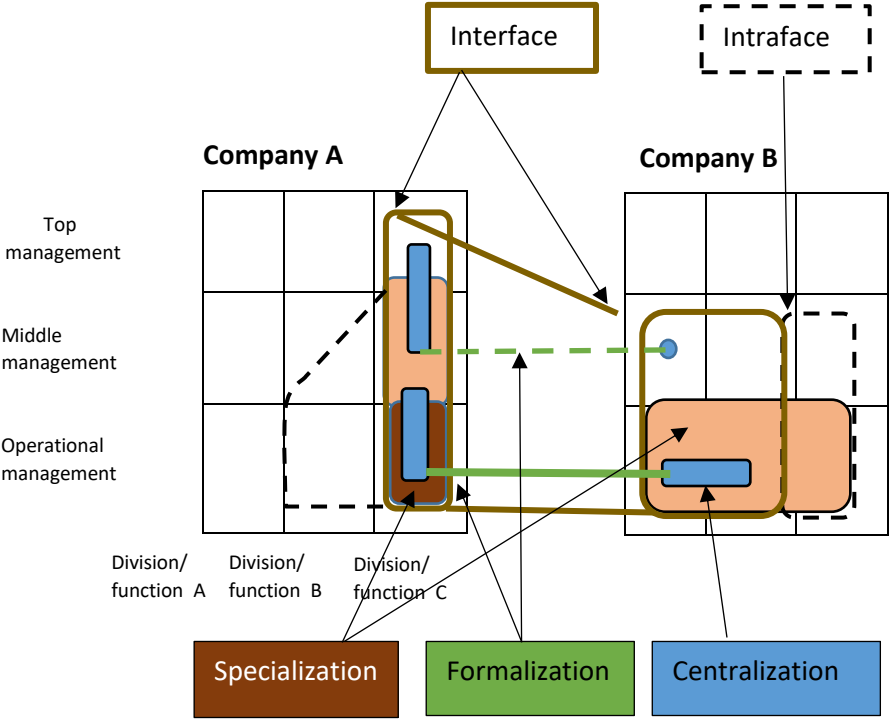 Interface
Intraface
Company A
Company B
Top
management
Middle
management
Operational
management
Division/
function A
Division/
function B
Division/
function C
Specialization
Formalization
Centralization